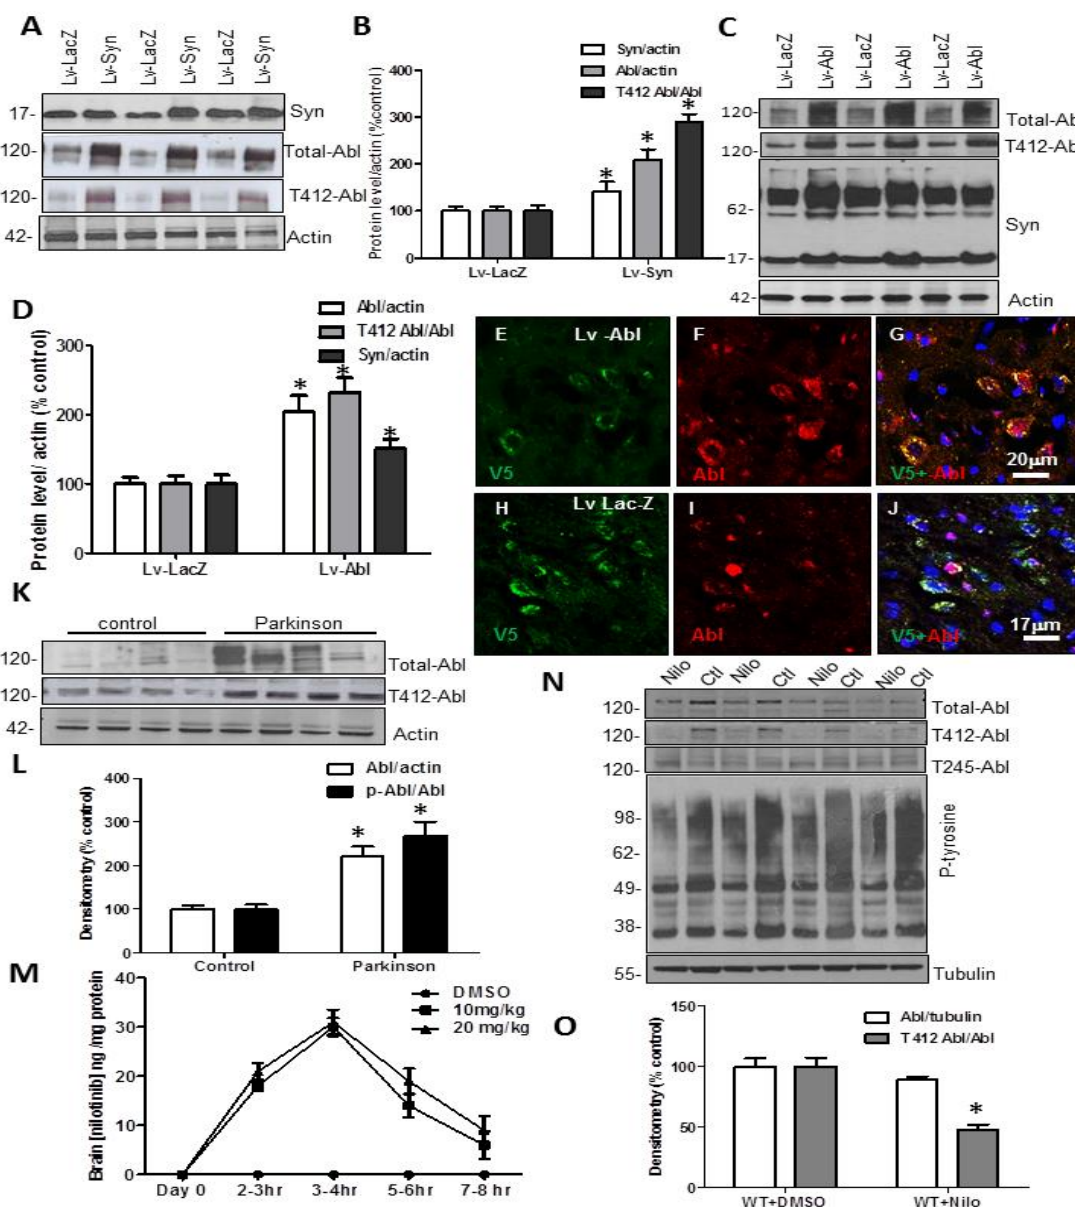 A
Lv-LacZ
Lv-Syn
Lv-LacZ
Lv-Syn
Lv-LacZ
Lv-Syn
17-
Syn
120-
Total-Abl
120-
T412-Abl
42-
Actin
B
Syn/actin
Abl/actin
T412 Abl/Abl
Protein level/actin (%control)
400
300
200
100
0
*
*
*
Lv-LacZ
Lv-Syn
C
Lv-LacZ
Lv-Abl
Lv-LacZ
Lv-Abl
Lv-LacZ
Lv-Abl
120-
Total-Ab
120-
T412-Ab
62-
Syn
17-
42-
Actin
D
Abl/actin
T412 Abl/Abl
Syn/actin
Protein level/ actin (% control)
300
200
100
0
*
*
*
Lv-LacZ
Lv-Abl
E
Lv -Abl
V5
F
Abl
G
V5+ Abl
20μm
H
Lv Lac-Z
V5
I
Abl
J
V5+Abl
17μm
K
control
Parkinson
120-
Total-Abl
120-
T412-Abl
42-
Actin
L
Abl/actin
p-Abl/Abl
Densitometry (% control)
400
300
200
100
0
*
*
Control
Parkinson
M
DMSO
10mg/kg
20 mg/kg
Brain [nilotinib] ng /mg protein
40
30
20
10
0
Day 0
2-3hr
3-4hr
5-6hr
7-8 hr
N
Nilo
Ctl
Nilo
Ctl
Nilo
Ctl
Nilo
Ctl
120-
Total-Abl
120-
T412-Abl
120-
T245-Abl
98-
62-
49-
38-
P-tyrosine
55-
Tubulin
O
Abl/tubulin
T412 Abl/Abl
Densitometry (% control)
150
100
50
0
*
WT+DMSO
WT+Nilo